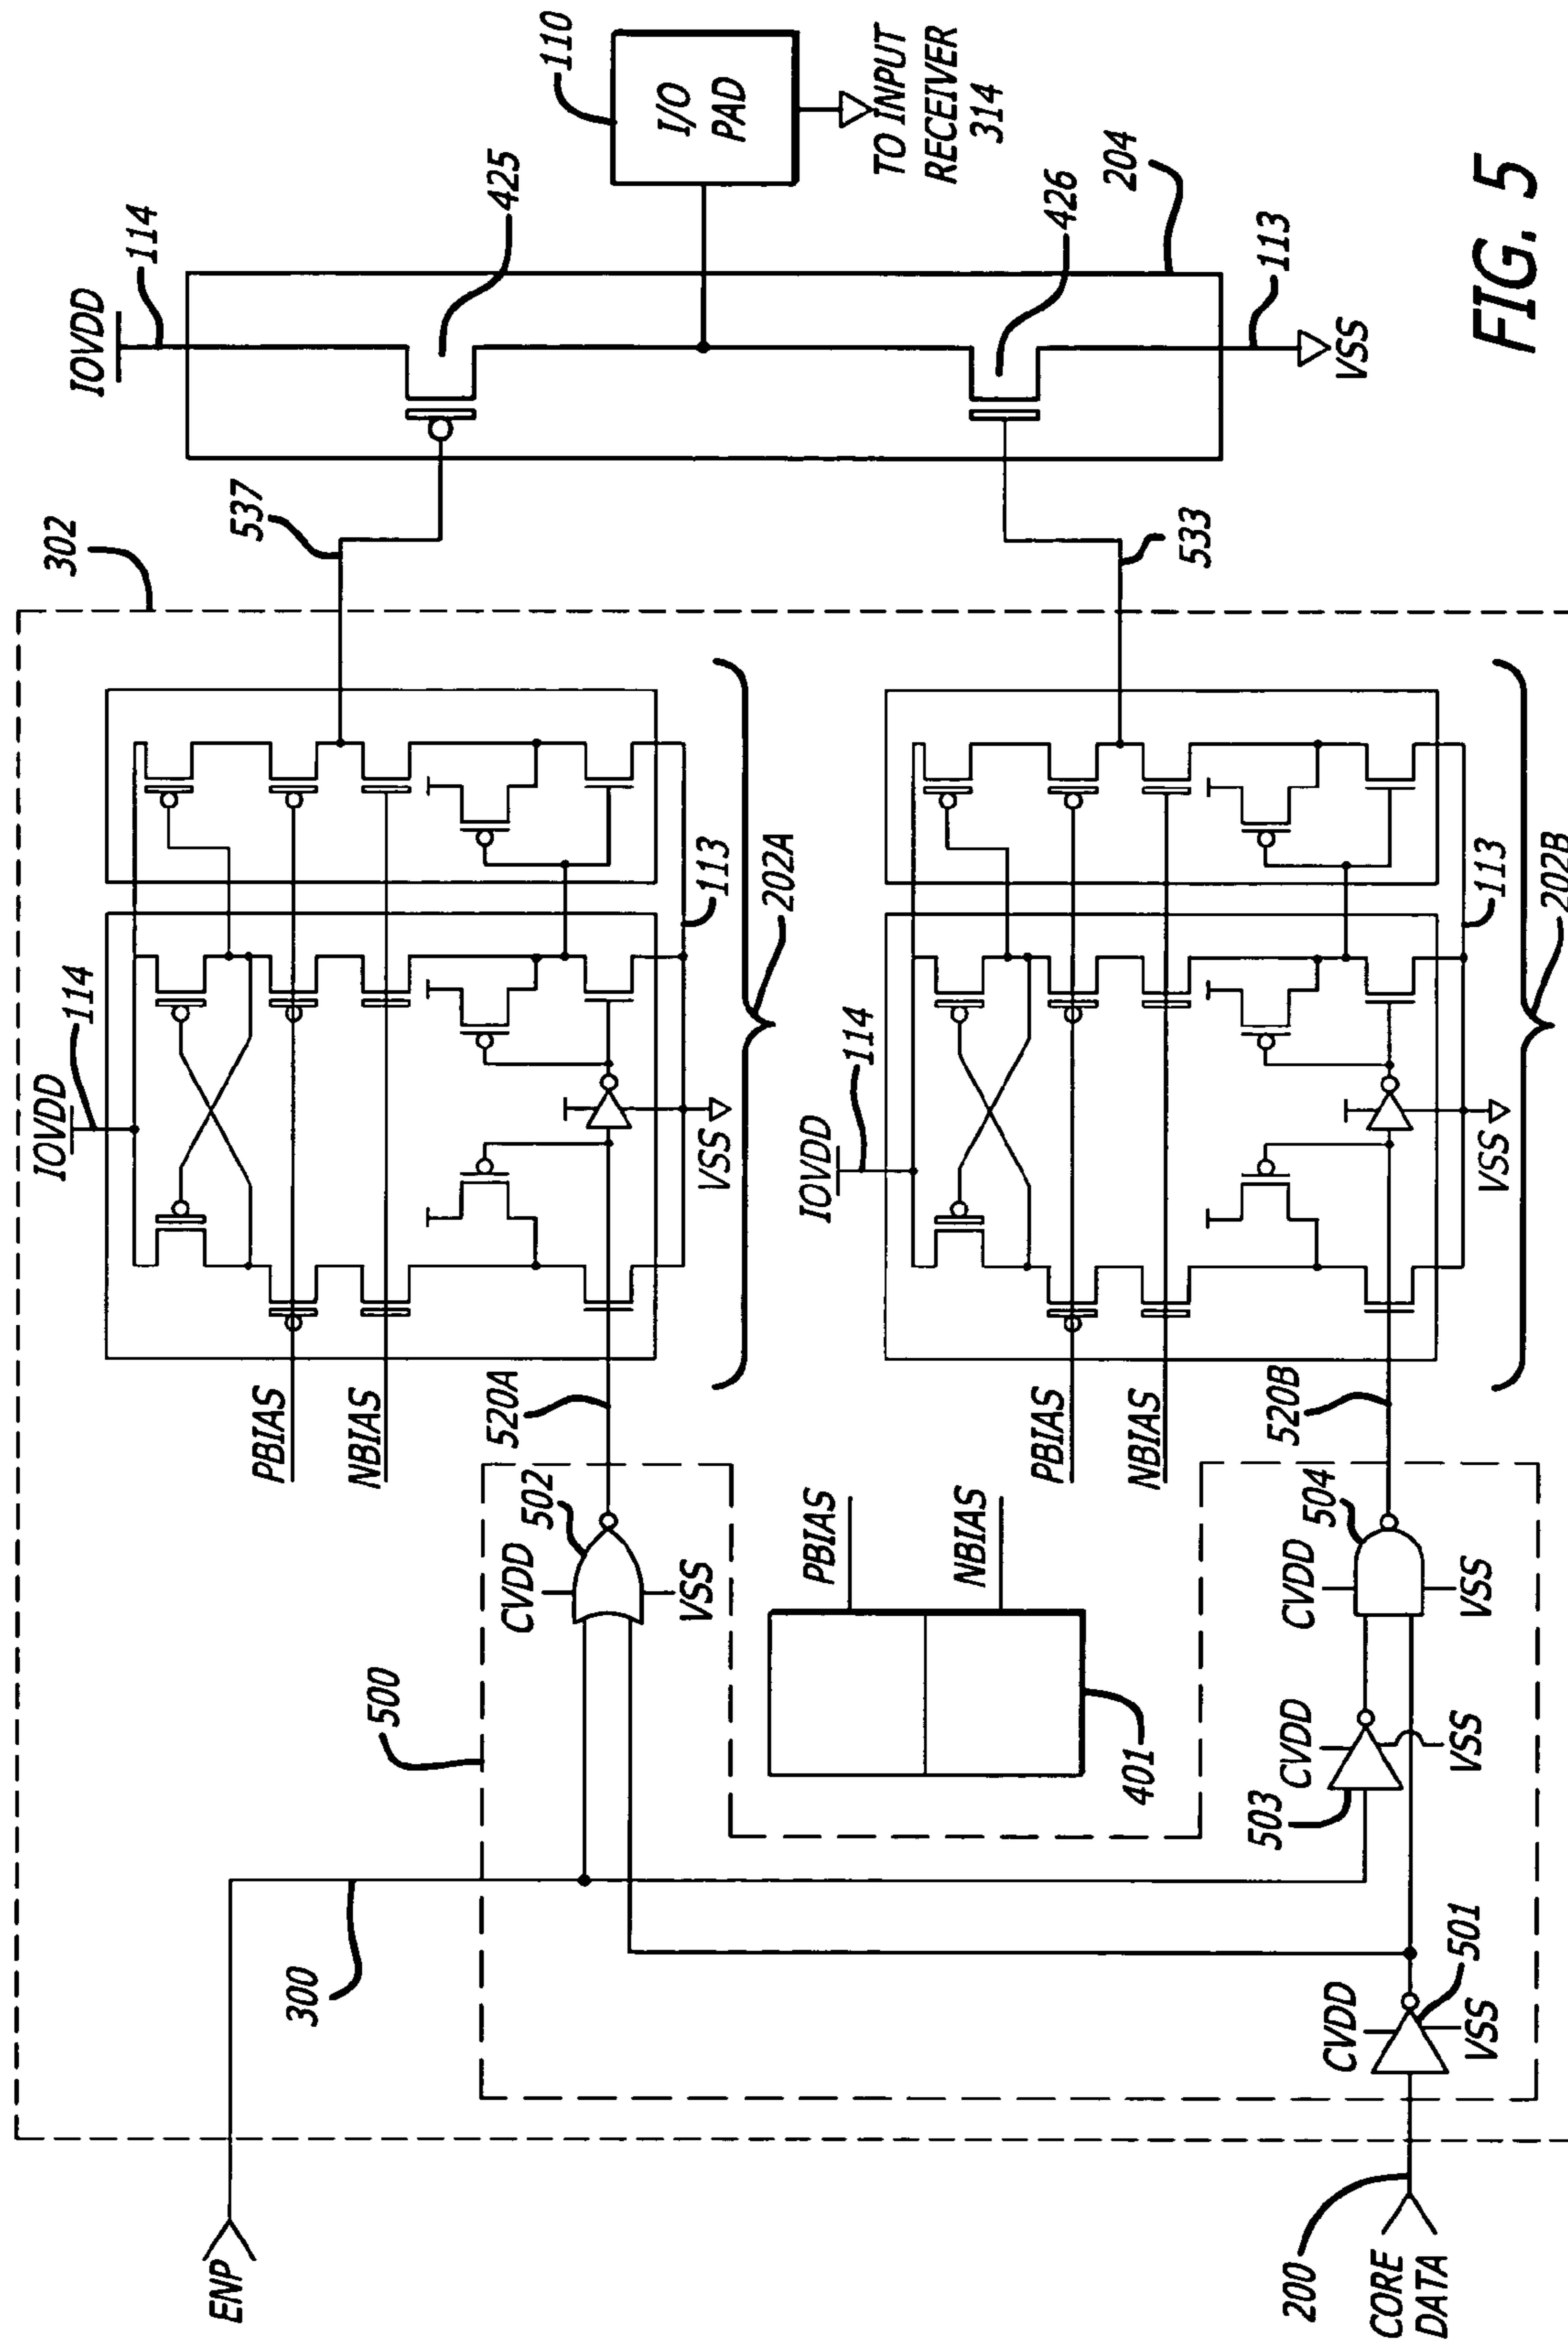 302
IOVDD
114
537
IOVDD
114
425
110
I/O
PAD
TO INPUT
RECEIVER
314
426
204
113
VSS
533
ENP
300
500
PBIAS
NBIAS
CVDD
502
VSS
520A
VSS
113
202A
PBIAS
NBIAS
401
IOVDD
114
PBIAS
NBIAS
CORE
DATA
200
CVDD
501
VSS
503
CVDD
VSS
CVDD
504
VSS
520B
VSS
113
202B
FIG. 5